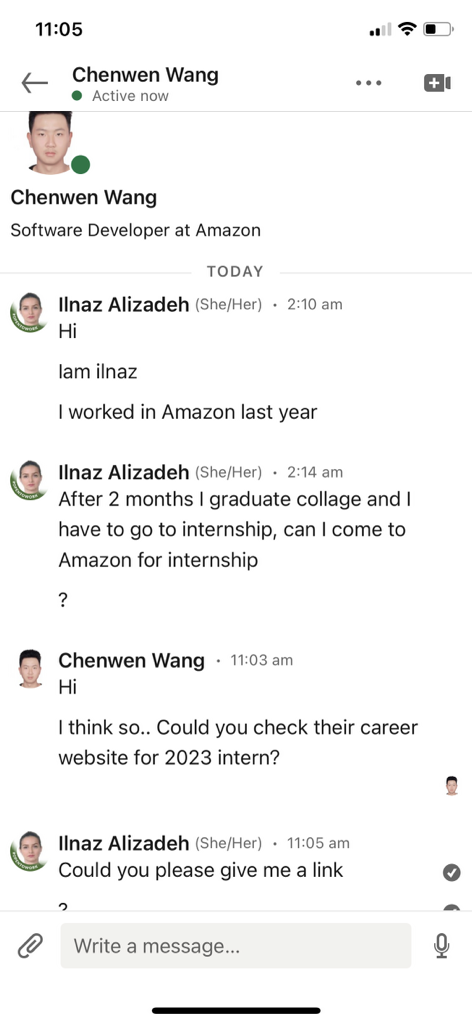 11:05
Chenwen Wang
Active now
Chenwen Wang
Software Developer at Amazon
TODAY
Ilnaz Alizadeh (She/Her) • 2:10 am
Hi
Iam ilnaz
I worked in Amazon last year
Ilnaz Alizadeh (She/Her) • 2:14 am
After 2 months I graduate collage and I
have to go to internship, can I come to
Amazon for internship
?
Chenwen Wang • 11:03 am
Hi
I think so.. Could you check their career
website for 2023 intern?
Ilnaz Alizadeh (She/Her) • 11:05 am
Could you please give me a link
?
Write a message...